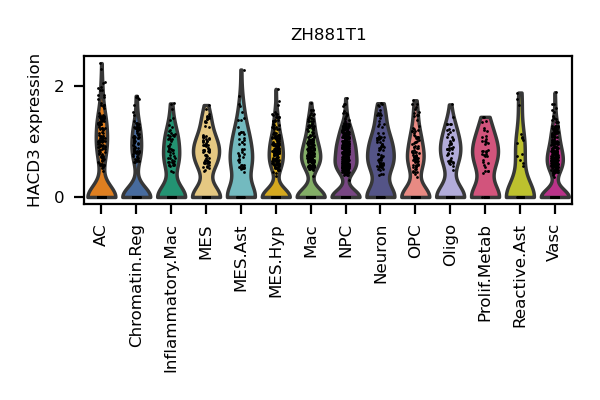 ZH881T1
HACD3 expression
2
0
AC
Chromatin.Reg
Inflammatory.Mac
MES
MES.Ast
MES.Hyp
Mac
NPC
Neuron
OPC
Oligo
Prolif.Metab
Reactive.Ast
Vasc